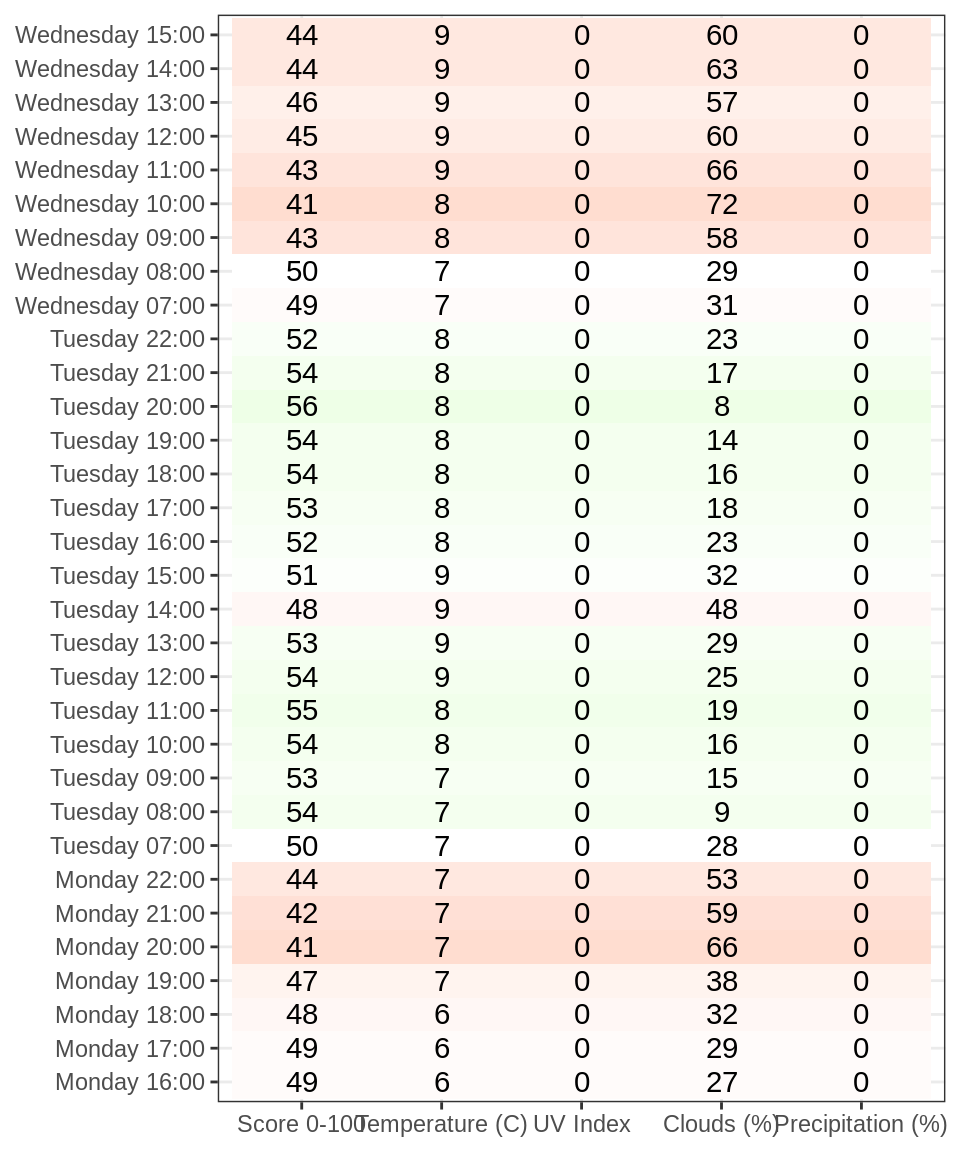 Wednesday 15:00 44 9 0 60 0
Wednesday 14:00 44 9 0 63 0
Wednesday 13:00 46 9 0 57 0
Wednesday 12:00 45 9 0 60 0
Wednesday 11:00 43 9 0 66 0
Wednesday 10:00 41 8 0 72 0
Wednesday 09:00 43 8 0 58 0
Wednesday 08:00 50 7 0 29 0
Wednesday 07:00 49 7 0 31 0
Tuesday 22:00 52 8 0 23 0
Tuesday 21:00 54 8 0 17 0
Tuesday 20:00 56 8 0 8 0
Tuesday 19:00 54 8 0 14 0
Tuesday 18:00 54 8 0 16 0
Tuesday 17:00 53 8 0 18 0
Tuesday 16:00 52 8 0 23 0
Tuesday 15:00 51 9 0 32 0
Tuesday 14:00 48 9 0 48 0
Tuesday 13:00 53 9 0 29 0
Tuesday 12:00 54 9 0 25 0
Tuesday 11:00 55 8 0 19 0
Tuesday 10:00 54 8 0 16 0
Tuesday 09:00 53 7 0 15 0
Tuesday 08:00 54 7 0 9 0
Tuesday 07:00 50 7 0 28 0
Monday 22:00 44 7 0 53 0
Monday 21:00 42 7 0 59 0
Monday 20:00 41 7 0 66 0
Monday 19:00 47 7 0 38 0
Monday 18:00 48 6 0 32 0
Monday 17:00 49 6 0 29 0
Monday 16:00 49 6 0 27 0
Score 0-100 Temperature (C) UV Index Clouds (%) Precipitation (%)